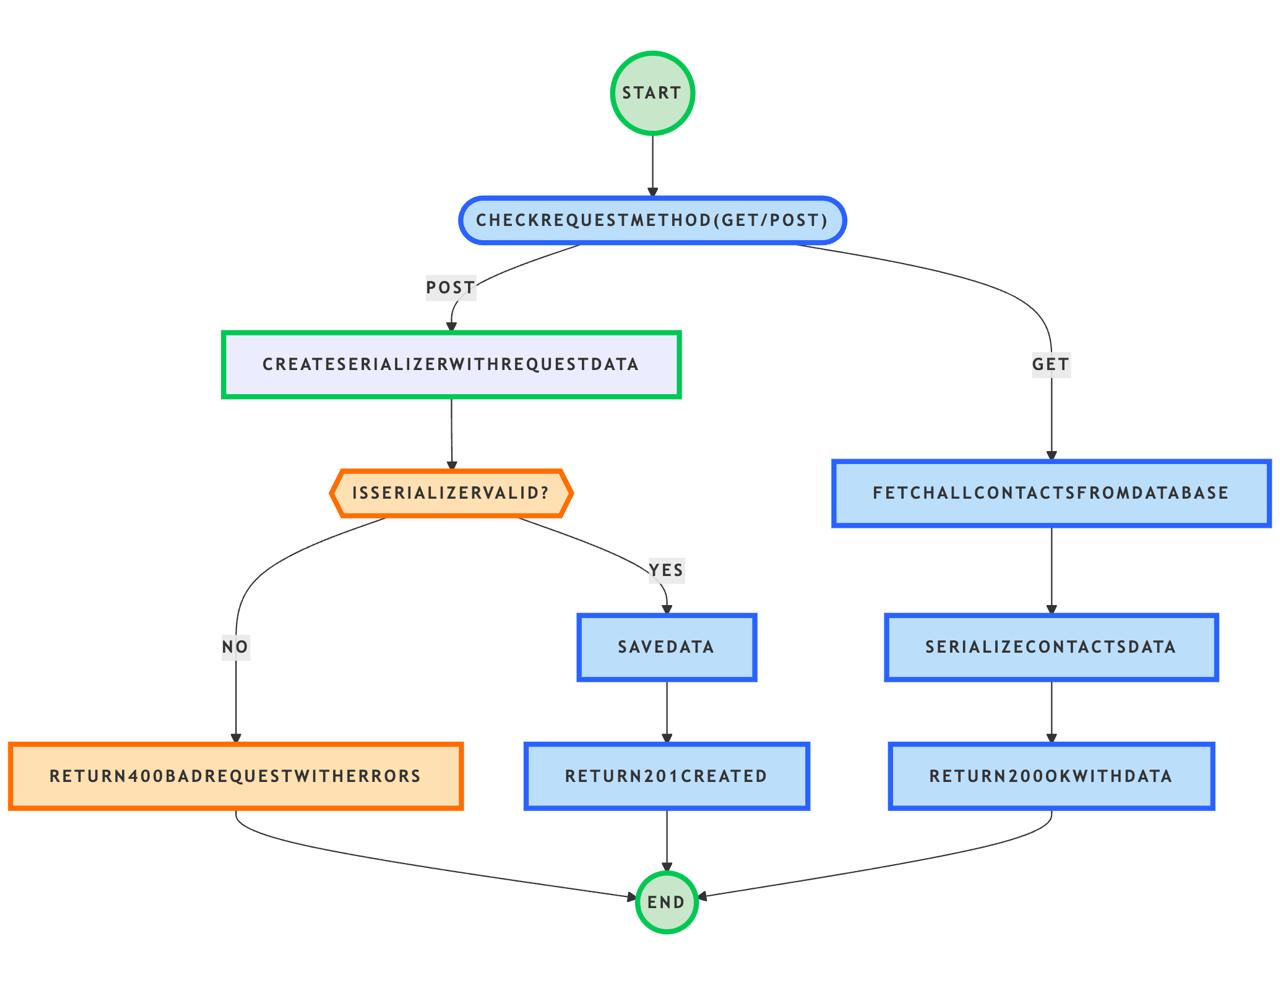 START
CHECKREQUESTMETHOD(GET/POST)
POST
CREATESERIALIZERWITHREQUESTDATA
GET
ISSERIALIZERVALID?
FETCHALLCONTACTSFROMDATABASE
YES
NO
SAVEDATA
SERIALIZECONTACTSDATA
RETURN400BADREQUESTWITHERRORS
RETURN201CREATED
RETURN200OKWITHDATA
END